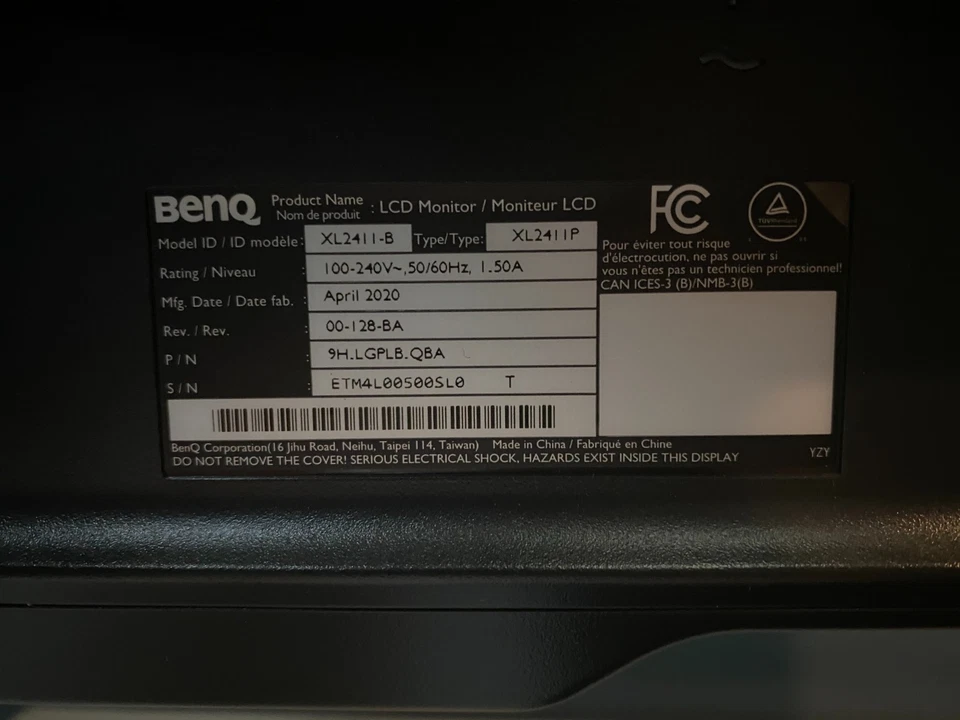 BenQ Product Name : LCD Monitor / Moniteur LCD
Nom de produit
Model ID / ID modèle: XL2411-B Type/Type: XL2411P
Rating / Niveau : 100-240V~,50/60Hz, 1.50A
Mfg. Date / Date fab. : April 2020
Rev. / Rev. : 00-128-BA
P/N : 9H.LGPLB.QBA
S/N : ETM4L00500SL0 T
FC
TÜVRheinland
Pour éviter tout risque
d'électrocution, ne pas ouvrir si
vous n'êtes pas un technicien professionnel!
CAN ICES-3 (B)/NMB-3(B)
BenQ Corporation(16 Jihu Road, Neihu, Taipei 114, Taiwan) Made in China / Fabriqué en Chine
DO NOT REMOVE THE COVER! SERIOUS ELECTRICAL SHOCK, HAZARDS EXIST INSIDE THIS DISPLAY
YZY